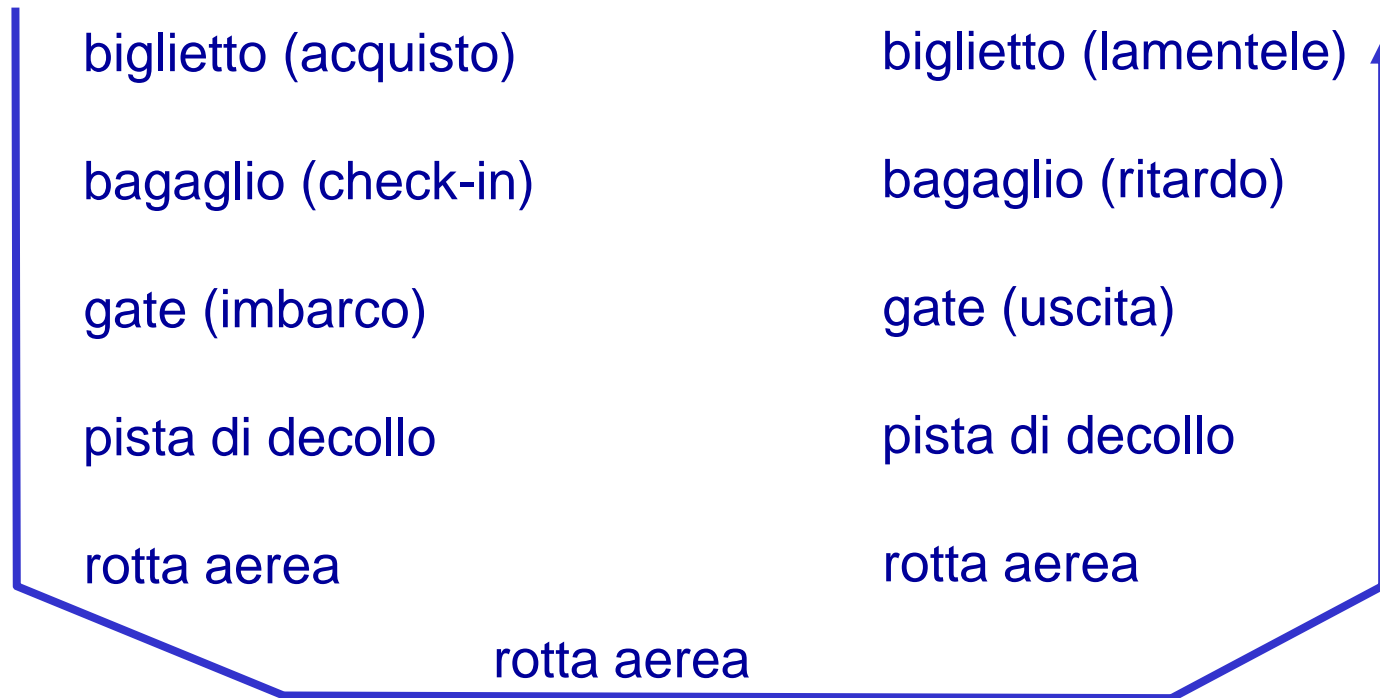 biglietto (acquisto)
bagaglio (check-in)
gate (imbarco)
pista di decollo
rotta aerea
biglietto (lamentele)
bagaglio (ritardo)
gate (uscita)
pista di decollo
rotta aerea
rotta aerea